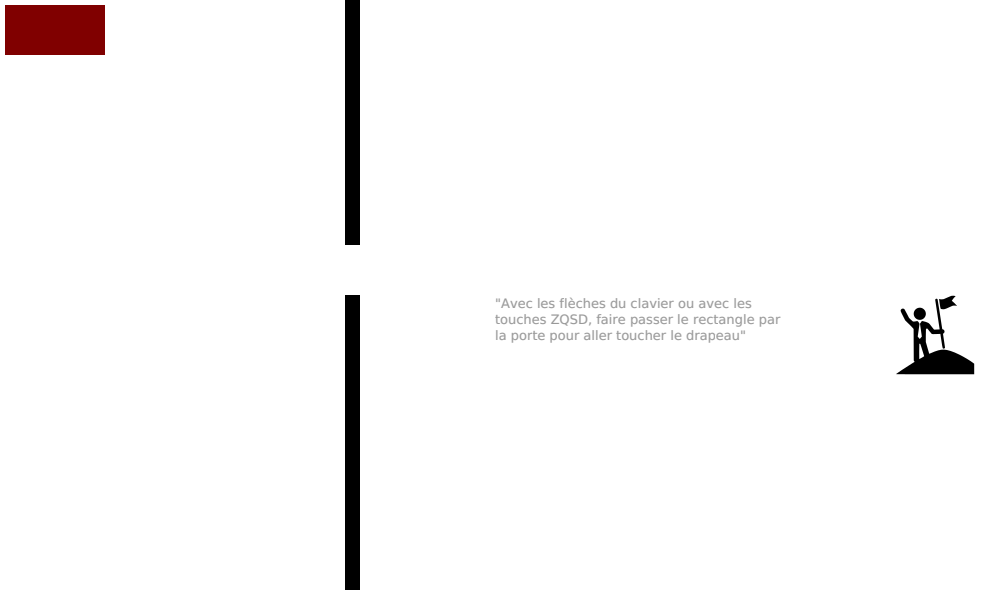 "Avec les flèches du clavier ou avec les
touches ZQSD, faire passer le rectangle par
la porte pour aller toucher le drapeau"